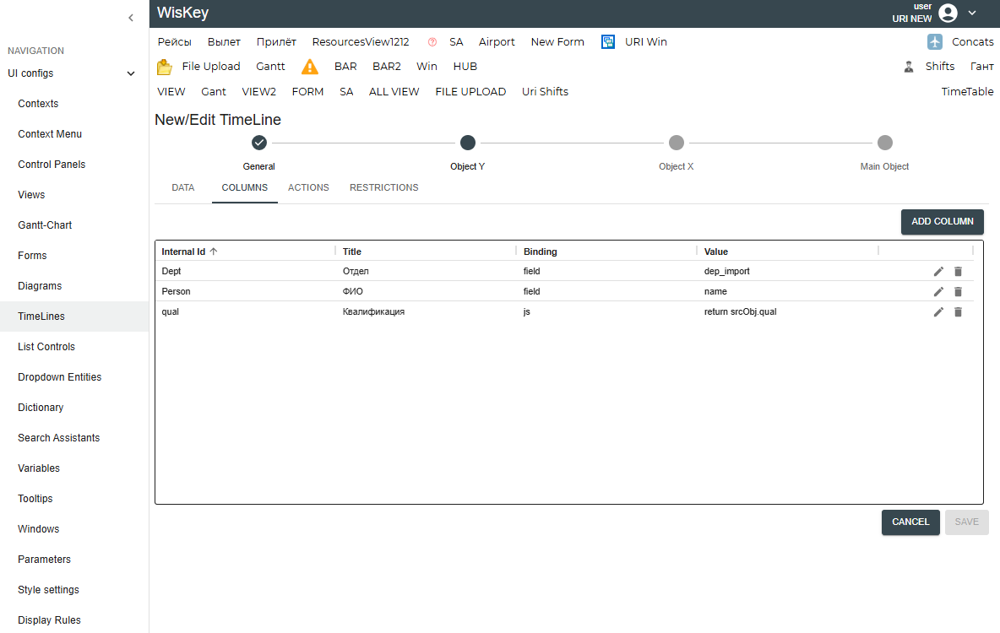 WisKey
user
URI NEW
NAVIGATION
UI configs
Contexts
Context Menu
Control Panels
Views
Gantt-Chart
Forms
Diagrams
TimeLines
List Controls
Dropdown Entities
Dictionary
Search Assistants
Variables
Tooltips
Windows
Parameters
Style settings
Display Rules
Рейсы Вылет Прилёт ResourcesView1212 SA Airport New Form URI Win Concats
File Upload Gantt BAR BAR2 Win HUB Shifts Гант
VIEW Gant VIEW2 FORM SA ALL VIEW FILE UPLOAD Uri Shifts TimeTable
New/Edit TimeLine
General Object Y Object X Main Object
DATA COLUMNS ACTIONS RESTRICTIONS
ADD COLUMN
Internal Id Title Binding Value
Dept Отдел field dep_import
Person ФИО field name
qual Квалификация js return srcObj.qual
CANCEL SAVE